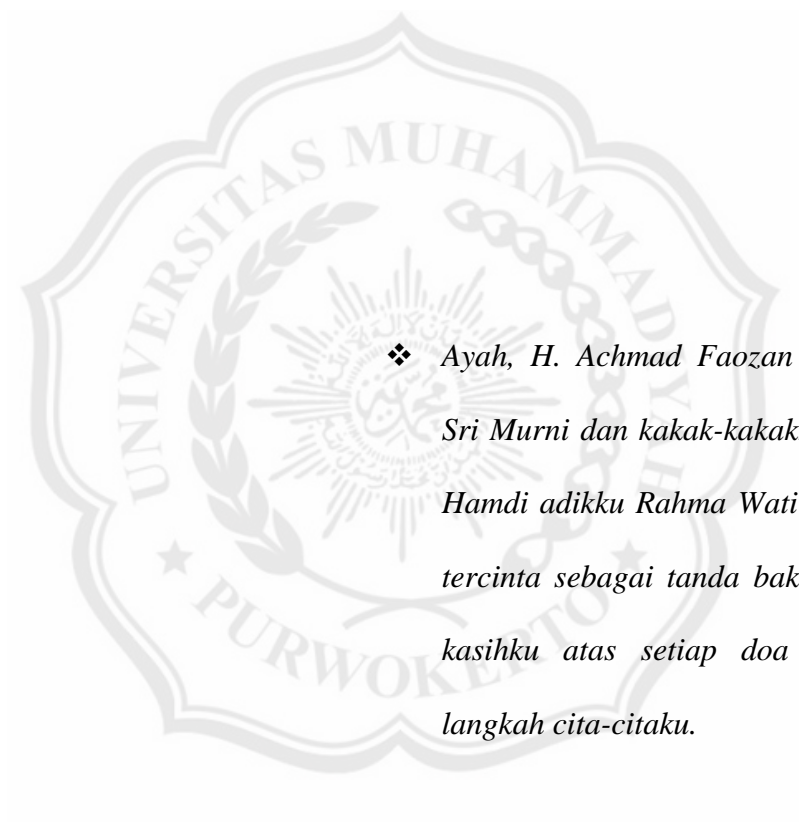 UNIVERSITAS MUHAMMADIYAH
PURWOKERTO
❖ Ayah, H. Achmad Faozan
Sri Murni dan kakak-kakak
Hamdi adikku Rahma Wati
tercinta sebagai tanda bak
kasihku atas setiap doa
langkah cita-citaku.